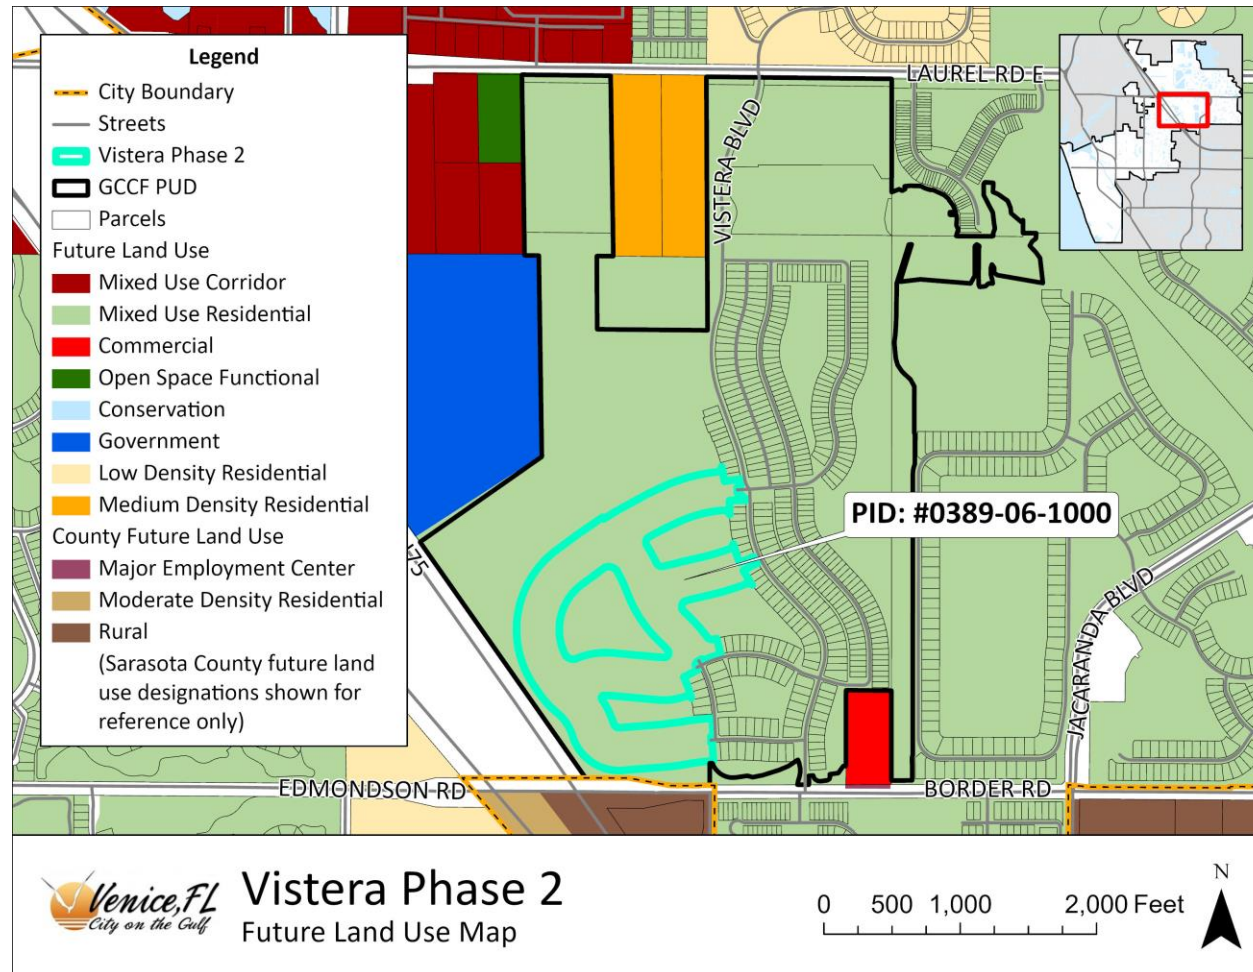 Legend
City Boundary
Streets
Vistera Phase 2
GCCF PUD
Parcels
Future Land Use
Mixed Use Corridor
Mixed Use Residential
Commercial
Open Space Functional
Conservation
Government
Low Density Residential
Medium Density Residential
County Future Land Use
Major Employment Center
Moderate Density Residential
Rural
(Sarasota County future land
use designations shown for
reference only)
LAUREL RD E
VISTERA BLVD
PID: #0389-06-1000
75
JACARANDA BLVD
EDMONDSON RD
BORDER RD
Venice, FL
City on the Gulf
Vistera Phase 2
Future Land Use Map
0 500 1,000 2,000 Feet
N